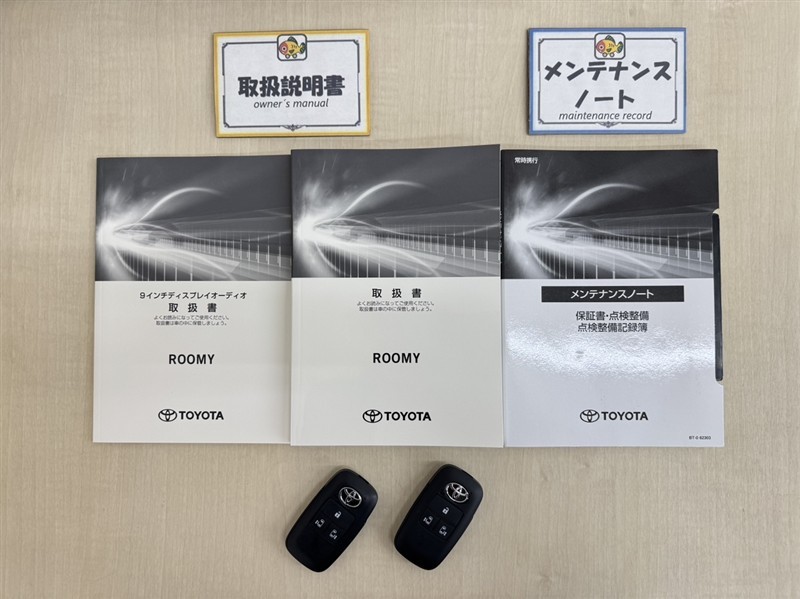 取扱説明書
owner's manual
メンテナンス
ノート
maintenance record
9インチディスプレイオーディオ
取扱書
よくお読みになってご使用ください。
取扱書は車の中に保管しましょう。
ROOMY
TOYOTA
取扱書
よくお読みになってご使用ください。
取扱書は車の中に保管しましょう。
ROOMY
TOYOTA
常時携行
メンテナンスノート
保証書・点検整備
点検整備記録簿
TOYOTA